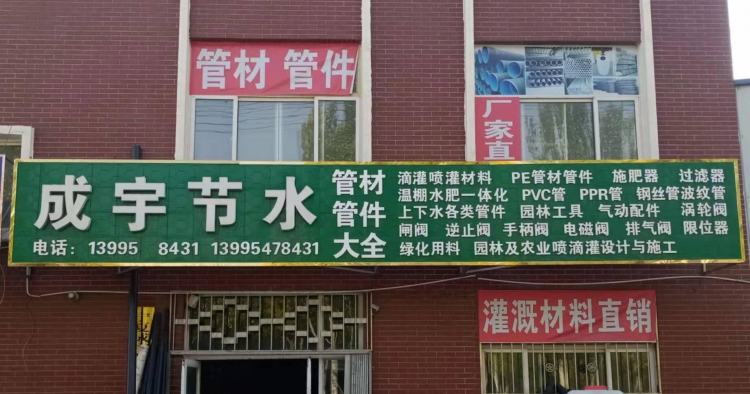 管材 管件
厂家直
成宇节水
电话：13995 8431 13995478431
管材
管件
大全
滴灌喷灌材料 PE管材管件 施肥器 过滤器
温棚水肥一体化 PVC管 PPR管 钢丝管波纹管
上下水各类管件 园林工具 气动配件 涡轮阀
闸阀 逆止阀 手柄阀 电磁阀 排气阀 限位器
绿化用料 园林及农业喷滴灌设计与施工
灌溉材料直销